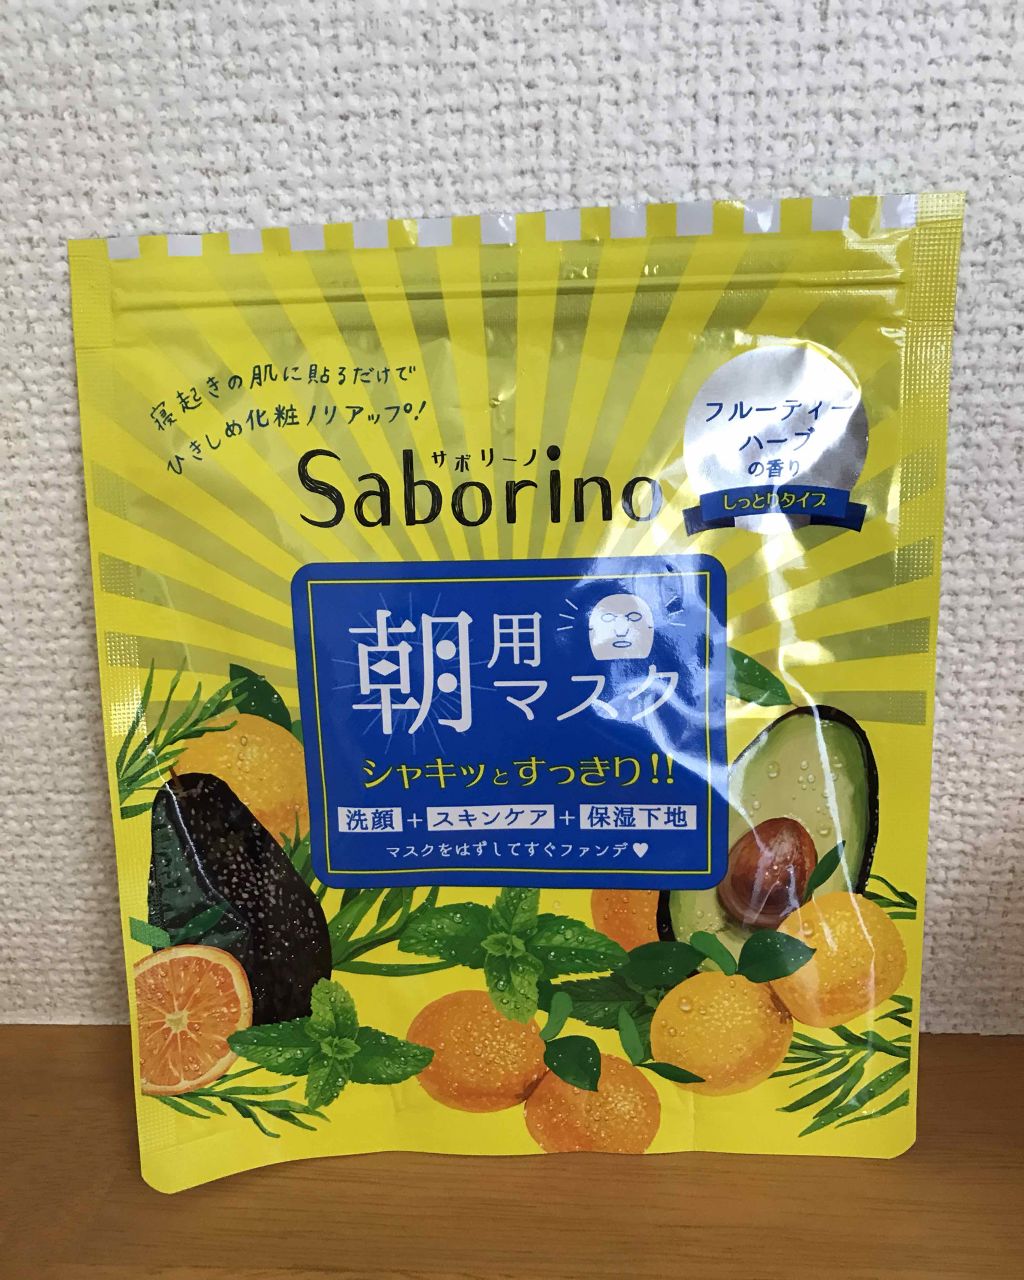 寝起きの肌に貼るだけで
ひきしめ化粧ノリアップ!
サボリーノ
Saborino
フルーティー
ハーブ
の香り
しっとりタイプ
朝用マスク
シャキッとすっきり!!
洗顔+スキンケア+保湿下地
マスクをはずしてすぐファンデ♥